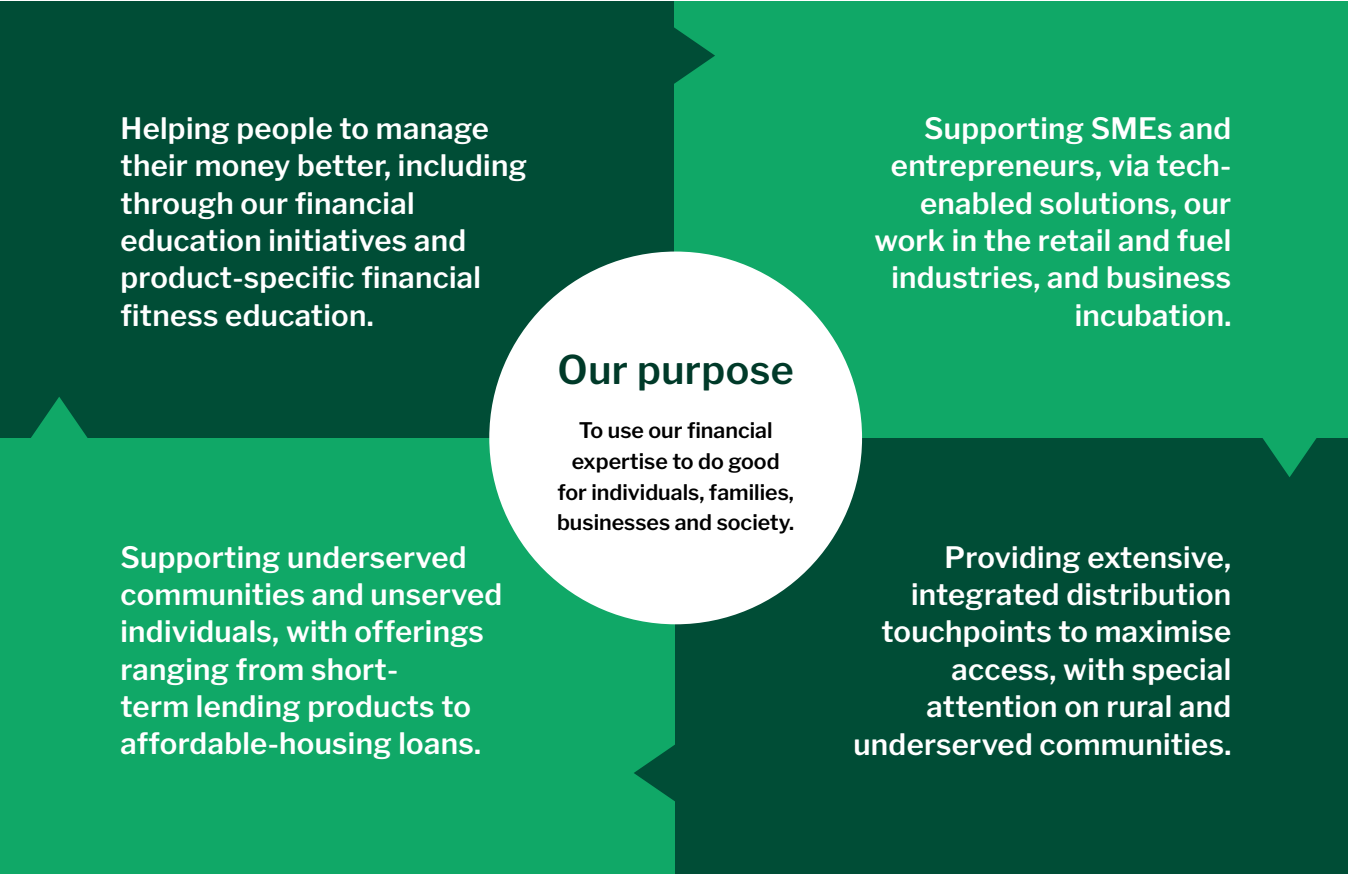 Helping people to manage
their money better, including
through our financial
education initiatives and
product-specific financial
fitness education.
Supporting SMEs and
entrepreneurs, via tech-
enabled solutions, our
work in the retail and fuel
industries, and business
incubation.
Our purpose
To use our financial
expertise to do good
for individuals, families,
businesses and society.
Supporting underserved
communities and unserved
individuals, with offerings
ranging from short-
term lending products to
affordable-housing loans.
Providing extensive,
integrated distribution
touchpoints to maximise
access, with special
attention on rural and
underserved communities.